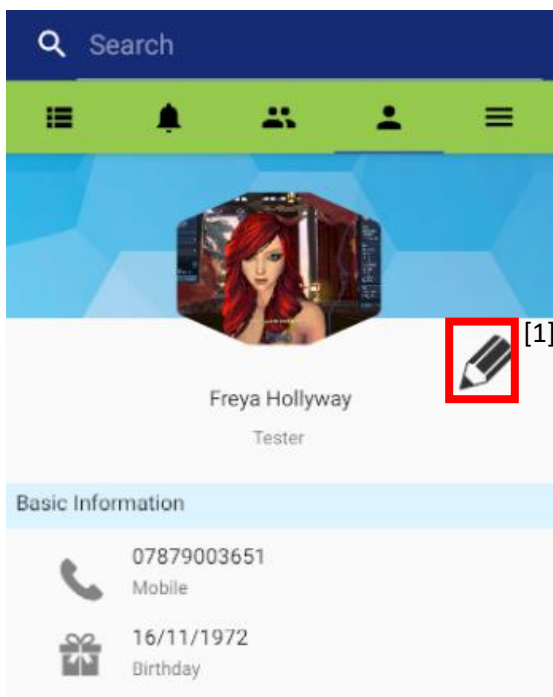 Search
[1]
Freya Hollyway
Tester
Basic Information
07879003651
Mobile
16/11/1972
Birthday